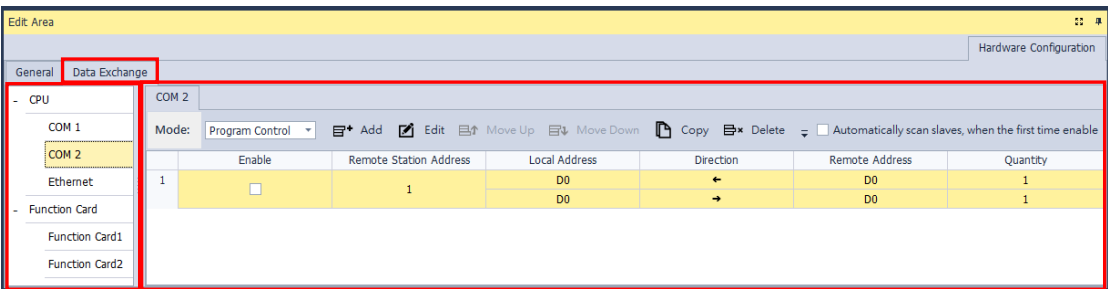 Edit Area
Hardware Configuration
General Data Exchange
- CPU
COM 1
COM 2
Ethernet
- Function Card
Function Card1
Function Card2
COM 2
Mode: Program Control Add Edit Move Up Move Down Copy Delete Automatically scan slaves, when the first time enable
Enable Remote Station Address Local Address Direction Remote Address Quantity
1 1 D0 ← D0 1
D0 → D0 1